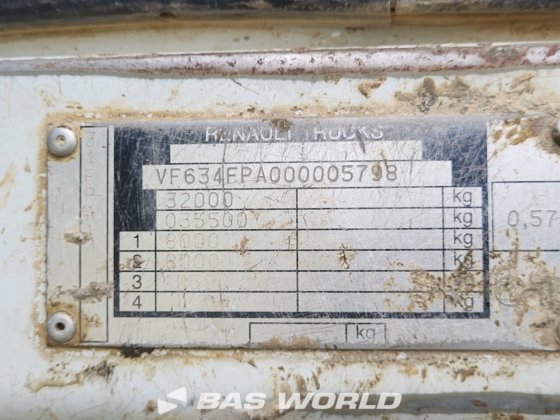 RENAULT TRUCKS
VF634FPA000005798
32000 kg
035500 kg
1 8000 kg
2 8000 kg
3
4 kg
kg
0,57
BAS WORLD